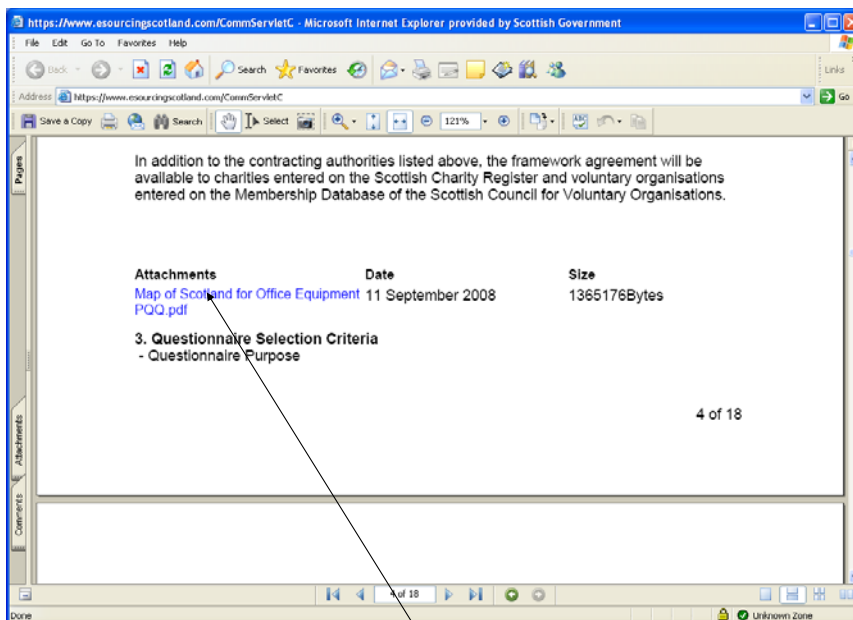 https://www.esourcingscotland.com/CommServletC - Microsoft Internet Explorer provided by Scottish Government
File Edit Go To Favorites Help
Back Search Favorites Links
Address https://www.esourcingscotland.com/CommServletC Go
Save a Copy Search Select 121%
Pages
In addition to the contracting authorities listed above, the framework agreement will be
available to charities entered on the Scottish Charity Register and voluntary organisations
entered on the Membership Database of the Scottish Council for Voluntary Organisations.
Attachments Date Size
Map of Scotland for Office Equipment 11 September 2008 1365176Bytes
PQQ.pdf
3. Questionnaire Selection Criteria
- Questionnaire Purpose
4 of 18
Attachments
Comments
4 of 18
Done Unknown Zone